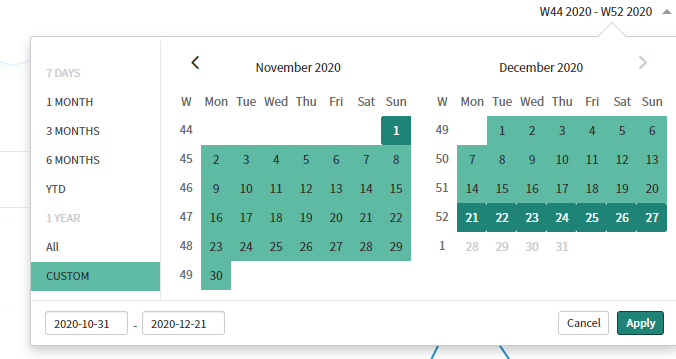 W44 2020 - W52 2020
November 2020
December 2020
7 DAYS
1 MONTH
3 MONTHS
6 MONTHS
YTD
1 YEAR
All
CUSTOM
W Mon Tue Wed Thu Fri Sat Sun
44 1
45 2 3 4 5 6 7 8
46 9 10 11 12 13 14 15
47 16 17 18 19 20 21 22
48 23 24 25 26 27 28 29
49 30
W Mon Tue Wed Thu Fri Sat Sun
49 1 2 3 4 5 6
50 7 8 9 10 11 12 13
51 14 15 16 17 18 19 20
52 21 22 23 24 25 26 27
1 28 29 30 31
2020-10-31 - 2020-12-21
Cancel
Apply